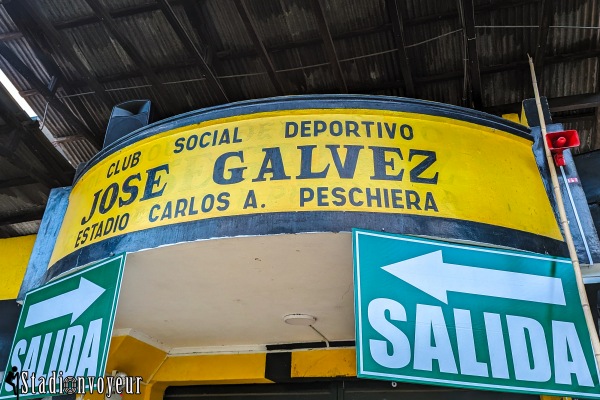 CLUB SOCIAL DEPORTIVO
JOSE GALVEZ
ESTADIO CARLOS A. PESCHIERA
SALIDA
SALIDA
Stadionvoyeur